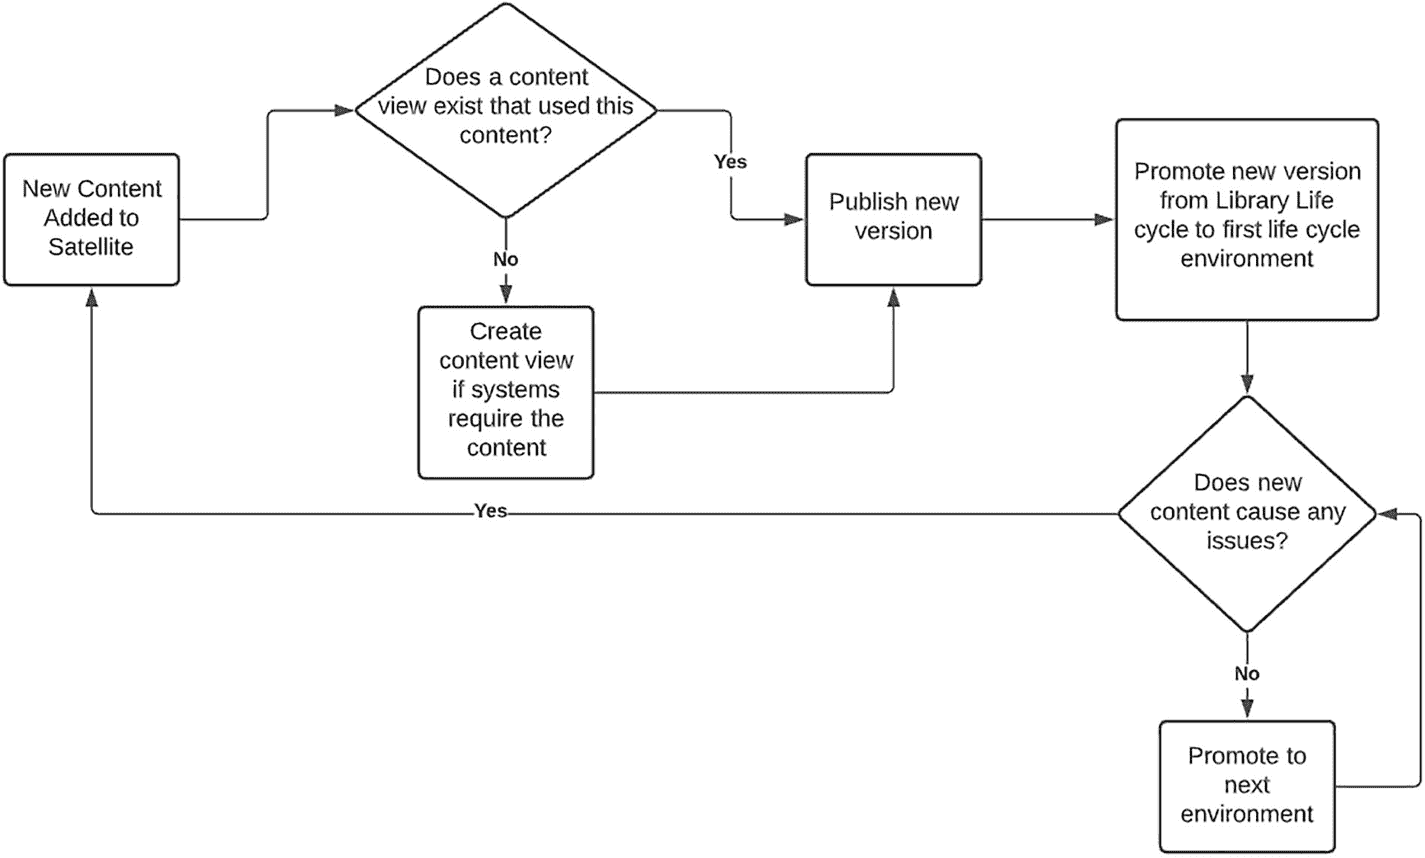 Does a content
view exist that used this
content?
New Content
Added to
Satellite
Yes
Publish new
version
Promote new version
from Library Life
cycle to first life cycle
environment
No
Create
content view
if systems
require the
content
Does new
content cause any
issues?
Yes
No
Promote to
next
environment